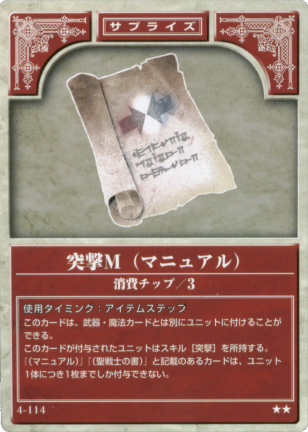 サプライズ
突撃M（マニュアル）
消費チップ／3
使用タイミング：アイテムステップ
このカードは、武器・魔法カードとは別にユニットに付けることが
できる。
このカードが付与されたユニットはスキル［突撃］を所持する。
『（マニュアル）』『（聖戦士の書）』と記載のあるカードは、ユニット
1体につき1枚までしか付与できない。
4-114
★★